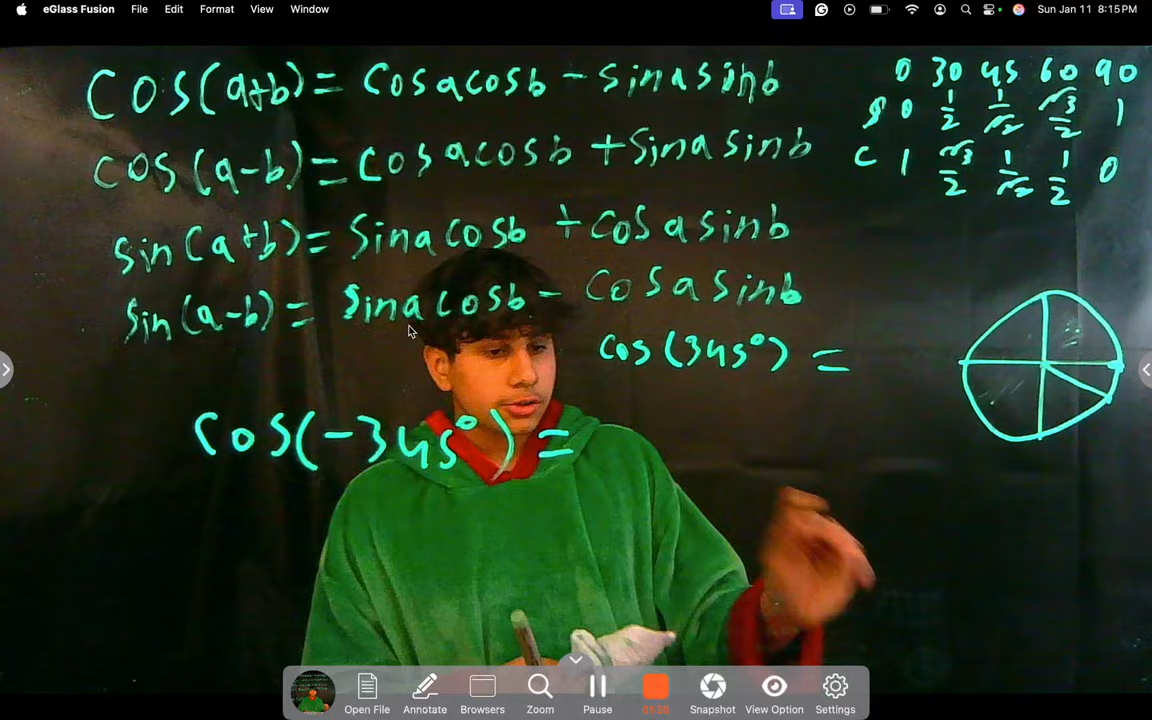 eGlass Fusion File Edit Format View Window Sun Jan 11 8:15 PM
cos(a+b)= cosacosb - sinasinb
cos(a-b)=cosacosb +sinasinb
sin(a+b)= sinacosb + cosasinb
sin(a-b)= sinacosb - cosasinb
0 30 45 60 90
S 0 1/2 1/√2 √3/2 1
C 1 √3/2 1/√2 1/2 0
cos(345°) =
cos(-345°) =
Open File Annotate Browsers Zoom Pause Snapshot View Option Settings